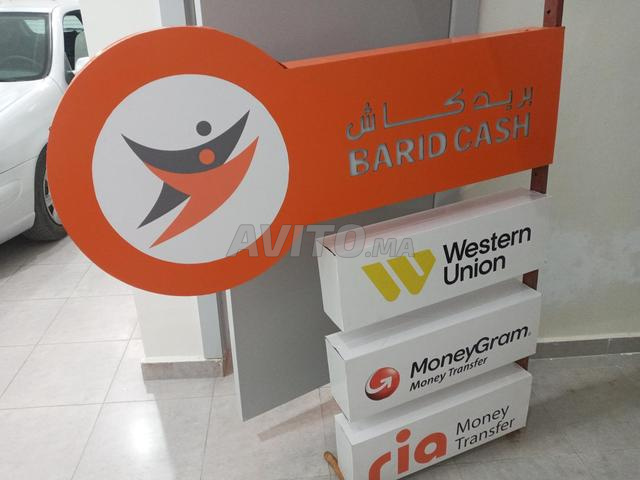 بريد كاش
BARID CASH
AVITO.MA
Western
Union
MoneyGram®
Money Transfer
ria Money
Transfer